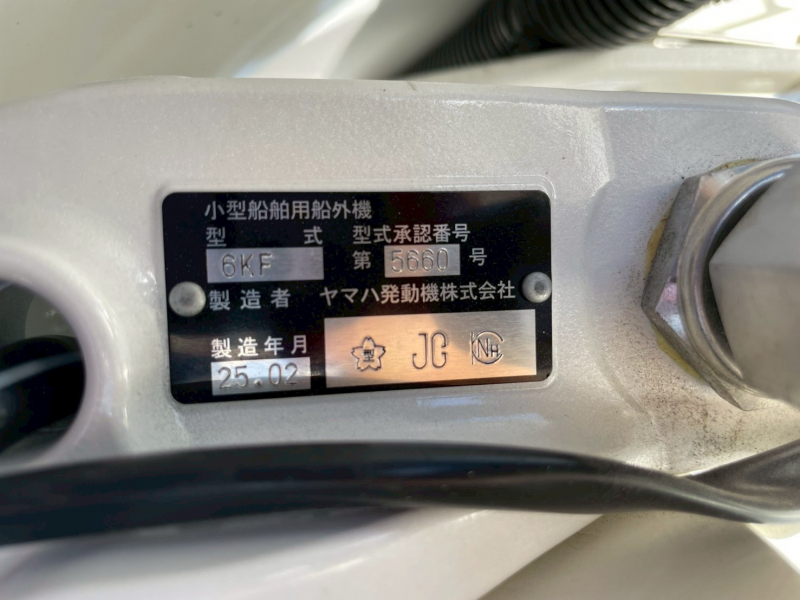 小型船舶用船外機
型 式 型式承認番号
6KF 第 5660 号
製造者 ヤマハ発動機株式会社
製造年月
25.02
型 JG NK